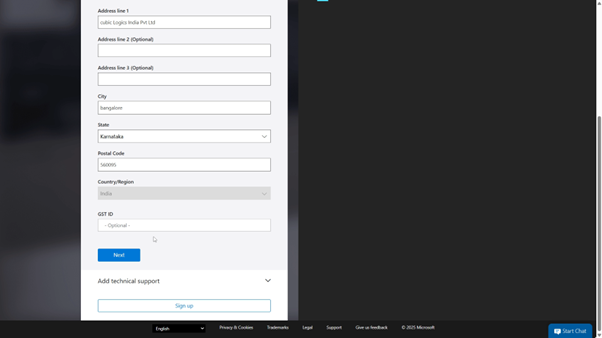 Address line 1
cubic Logics India Pvt Ltd
Address line 2 (Optional)
Address line 3 (Optional)
City
bangalore
State
Karnataka
Postal Code
560095
Country/Region
India
GST ID
- Optional -
Next
Add technical support
Sign up
English
Privacy & Cookies
Trademarks
Legal
Support
Give us feedback
© 2025 Microsoft
Start Chat